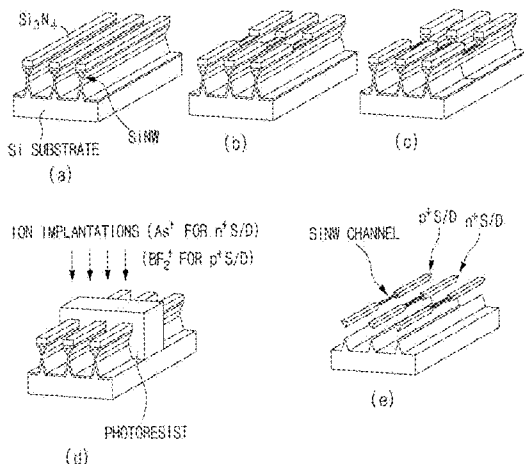 Si3N4
SiNW
Si SUBSTRATE
(a)
(b)
(c)
ION IMPLANTATIONS (As+ FOR n+ S/D)
(BF2+ FOR p+ S/D)
PHOTORESIST
(d)
SiNW CHANNEL
p+ S/D
n+ S/D
(e)